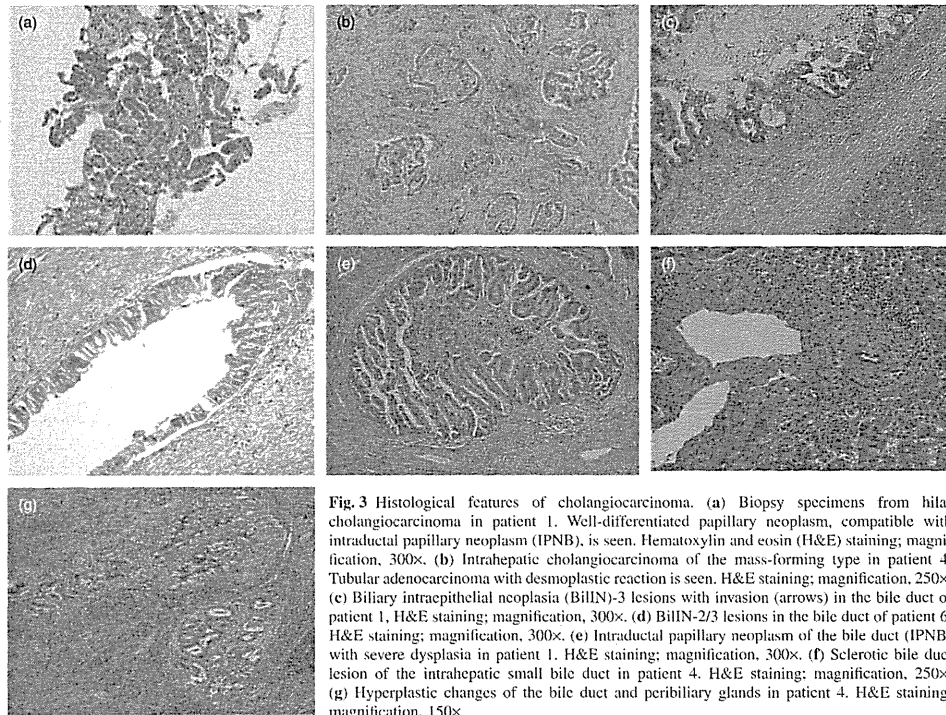 (a)
(b)
(c)
(d)
(e)
(f)
(g)
Fig. 3 Histological features of cholangiocarcinoma. (a) Biopsy specimens from hila
cholangiocarcinoma in patient 1. Well-differentiated papillary neoplasm, compatible with
intraductal papillary neoplasm (IPNB), is seen. Hematoxylin and eosin (H&E) staining; magni
fication, 300×. (b) Intrahepatic cholangiocarcinoma of the mass-forming type in patient 4
Tubular adenocarcinoma with desmoplastic reaction is seen. H&E staining; magnification, 250×
(c) Biliary intraepithelial neoplasia (BilIN)-3 lesions with invasion (arrows) in the bile duct o
patient 1, H&E staining; magnification, 300×. (d) BilIN-2/3 lesions in the bile duct of patient 6
H&E staining; magnification, 300×. (e) Intraductal papillary neoplasm of the bile duct (IPNB
with severe dysplasia in patient 1. H&E staining; magnification, 300×. (f) Sclerotic bile duc
lesion of the intrahepatic small bile duct in patient 4. H&E staining; magnification, 250×
(g) Hyperplastic changes of the bile duct and peribiliary glands in patient 4. H&E staining
magnification, 150×